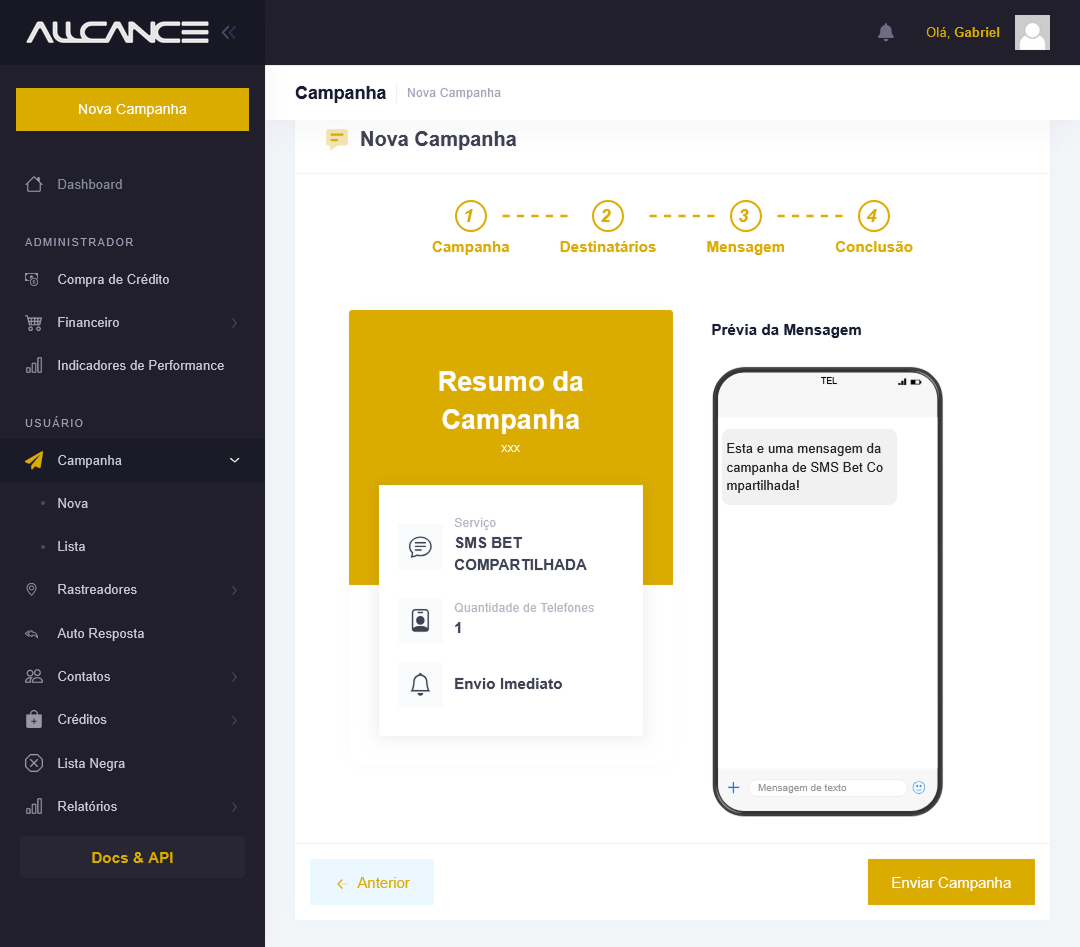 ALLCANCE
Olá, Gabriel
Nova Campanha
Dashboard
ADMINISTRADOR
Compra de Crédito
Financeiro
Indicadores de Performance
USUÁRIO
Campanha
Nova
Lista
Rastreadores
Auto Resposta
Contatos
Créditos
Lista Negra
Relatórios
Docs & API
Campanha Nova Campanha
Nova Campanha
1 2 3 4
Campanha Destinatários Mensagem Conclusão
Resumo da
Campanha
xxx
Serviço
SMS BET
COMPARTILHADA
Quantidade de Telefones
1
Envio Imediato
Prévia da Mensagem
TEL
Esta e uma mensagem da
campanha de SMS Bet Co
mpartilhada!
Mensagem de texto
Anterior
Enviar Campanha